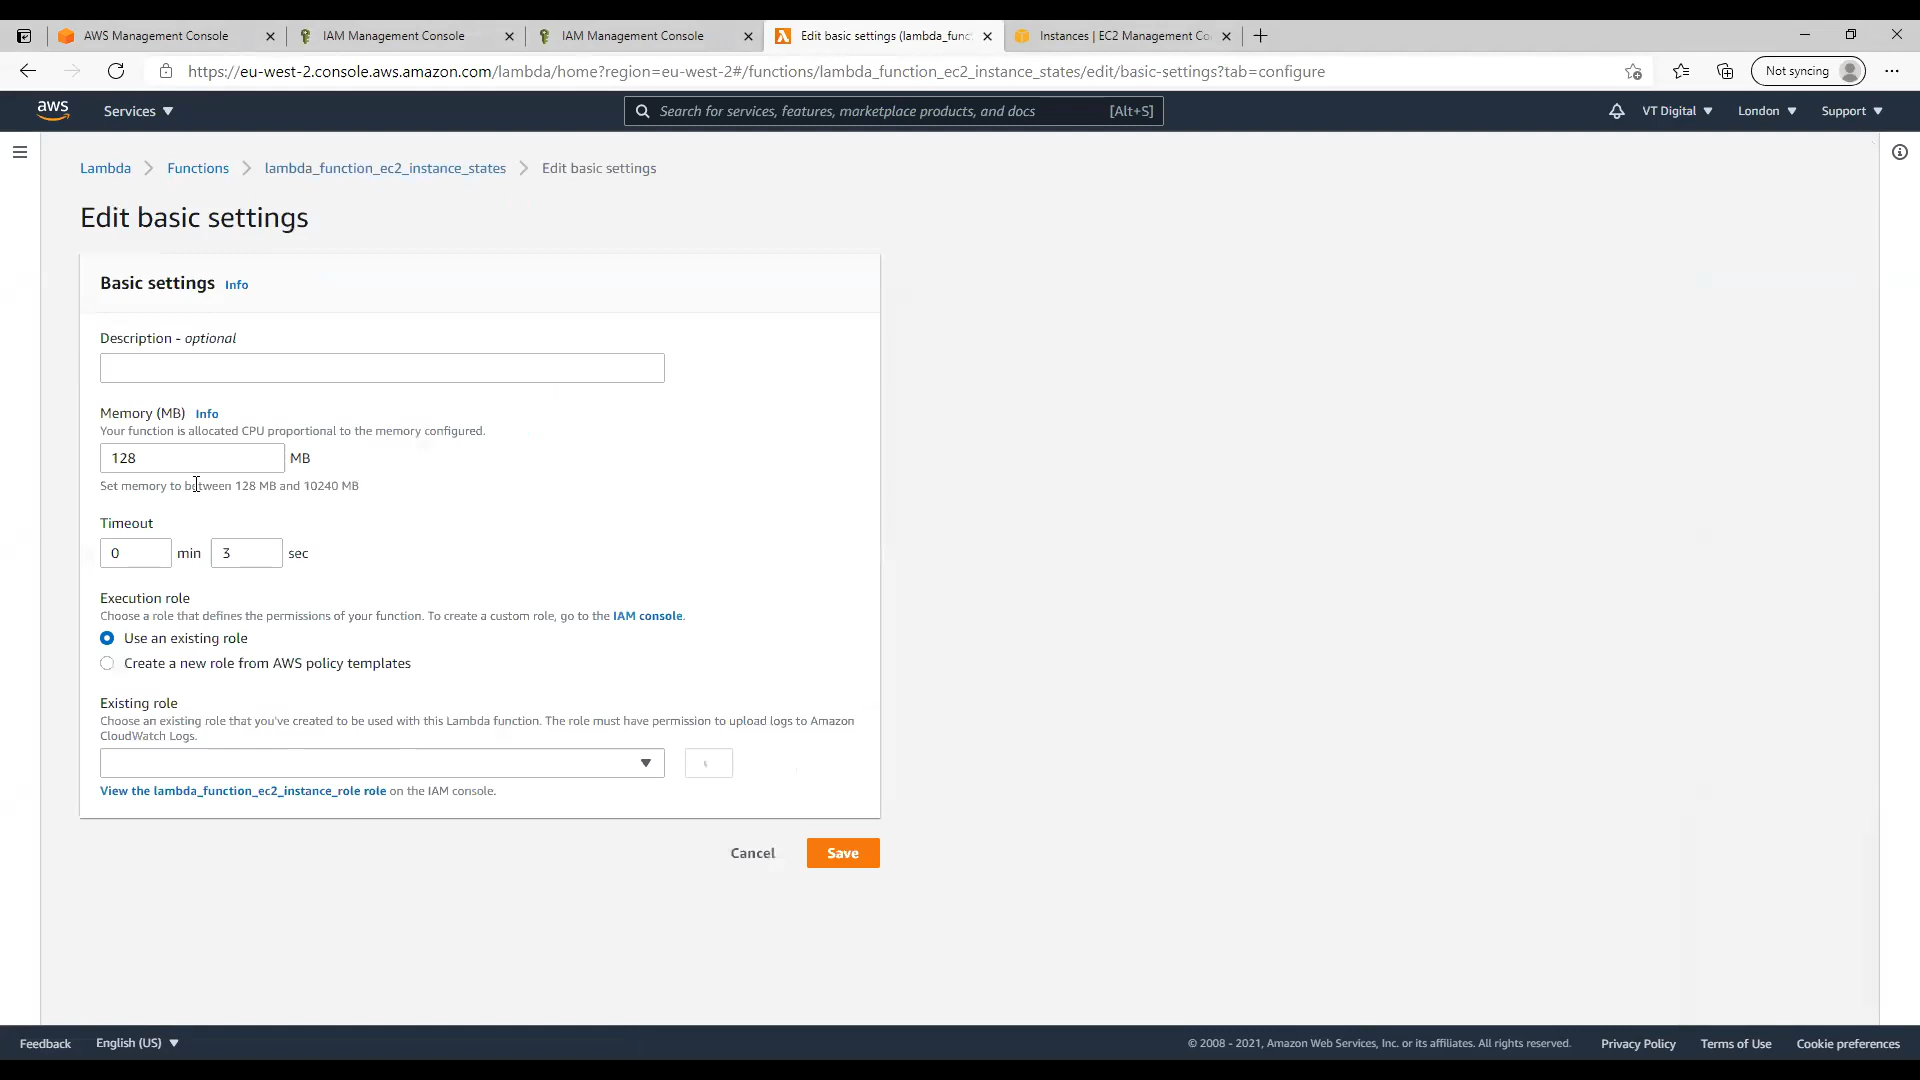 AWS Management Console
IAM Management Console
IAM Management Console
Edit basic settings (lambda_func
Instances | EC2 Management Co
https://eu-west-2.console.aws.amazon.com/lambda/home?region=eu-west-2#/functions/lambda_function_ec2_instance_states/edit/basic-settings?tab=configure
Not syncing
aws
Services
Search for services, features, marketplace products, and docs
[Alt+S]
VT Digital
London
Support
Lambda
Functions
lambda_function_ec2_instance_states
Edit basic settings
Edit basic settings
Basic settings Info
Description - optional
Memory (MB) Info
Your function is allocated CPU proportional to the memory configured.
128 MB
Set memory to between 128 MB and 10240 MB
Timeout
0 min 3 sec
Execution role
Choose a role that defines the permissions of your function. To create a custom role, go to the IAM console.
Use an existing role
Create a new role from AWS policy templates
Existing role
Choose an existing role that you've created to be used with this Lambda function. The role must have permission to upload logs to Amazon
CloudWatch Logs.
View the lambda_function_ec2_instance_role role on the IAM console.
Cancel
Save
Feedback
English (US)
© 2008 - 2021, Amazon Web Services, Inc. or its affiliates. All rights reserved.
Privacy Policy
Terms of Use
Cookie preferences